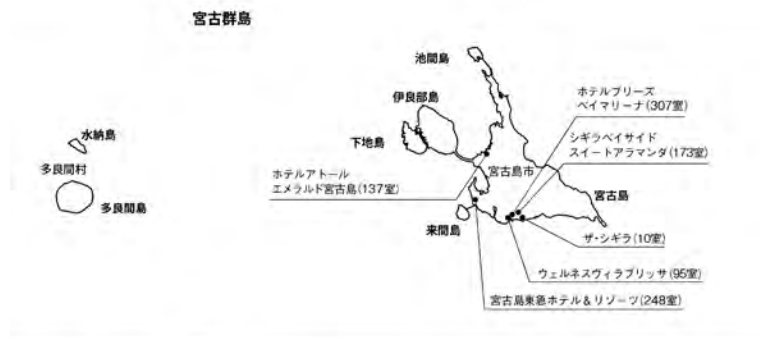 宮古群島
池間島
ホテルブリーズ
ベイマリーナ(307室)
伊良部島
シギラベイサイド
スイートアラマンダ(173室)
水納島
下地島
多良間村
ホテルアトール
エメラルド宮古島(137室)
宮古島市
宮古島
多良間島
来間島
ザ・シギラ(10室)
ウェルネスヴィラブリッサ(95室)
宮古島東急ホテル&リゾーツ(248室)